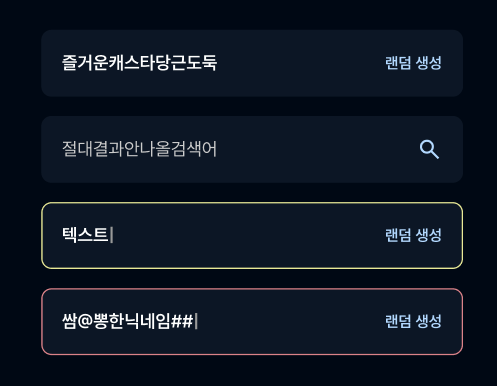 즐거운캐스타당근도둑 랜덤 생성
절대결과안나올검색어
텍스트 랜덤 생성
쌈@뽕한닉네임## 랜덤 생성